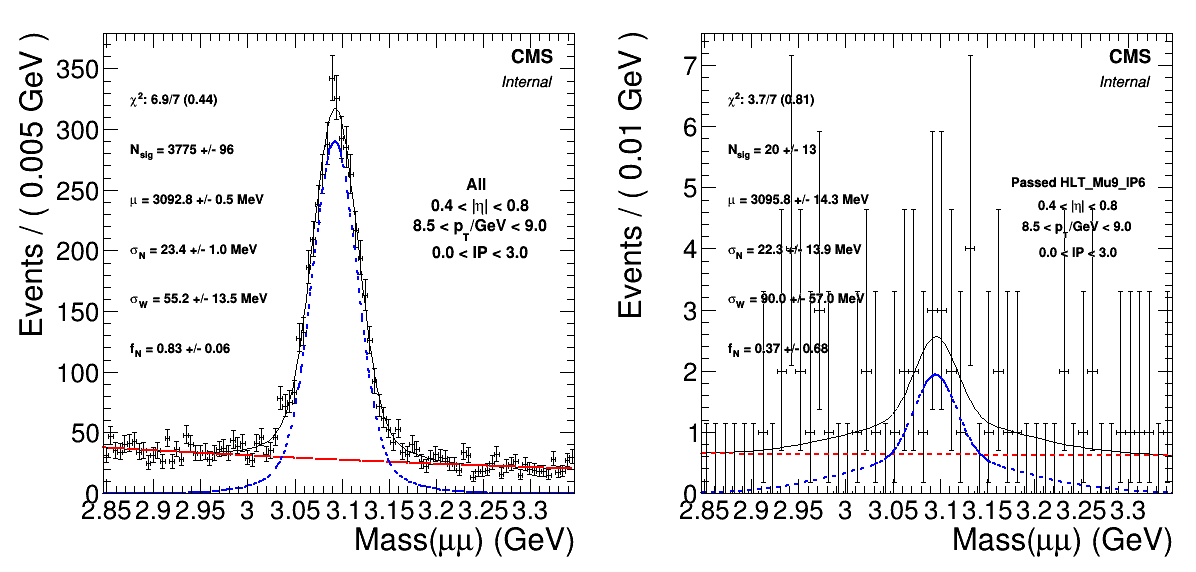 CMS
Internal
χ²: 6.9/7 (0.44)
N_sig = 3775 +/- 96
μ = 3092.8 +/- 0.5 MeV
σ_N = 23.4 +/- 1.0 MeV
σ_W = 55.2 +/- 13.5 MeV
f_N = 0.83 +/- 0.06
All
0.4 < |η| < 0.8
8.5 < p_T/GeV < 9.0
0.0 < IP < 3.0
Events / ( 0.005 GeV )
350
300
250
200
150
100
50
0
2.85 2.9 2.95 3 3.05 3.1 3.15 3.2 3.25 3.3
Mass(μμ) (GeV)
CMS
Internal
χ²: 3.7/7 (0.81)
N_sig = 20 +/- 13
μ = 3095.8 +/- 14.3 MeV
σ_N = 22.3 +/- 13.9 MeV
σ_W = 90.0 +/- 57.0 MeV
f_N = 0.37 +/- 0.68
Passed HLT_Mu9_IP6
0.4 < |η| < 0.8
8.5 < p_T/GeV < 9.0
0.0 < IP < 3.0
Events / ( 0.01 GeV )
7
6
5
4
3
2
1
0
2.85 2.9 2.95 3 3.05 3.1 3.15 3.2 3.25 3.3
Mass(μμ) (GeV)